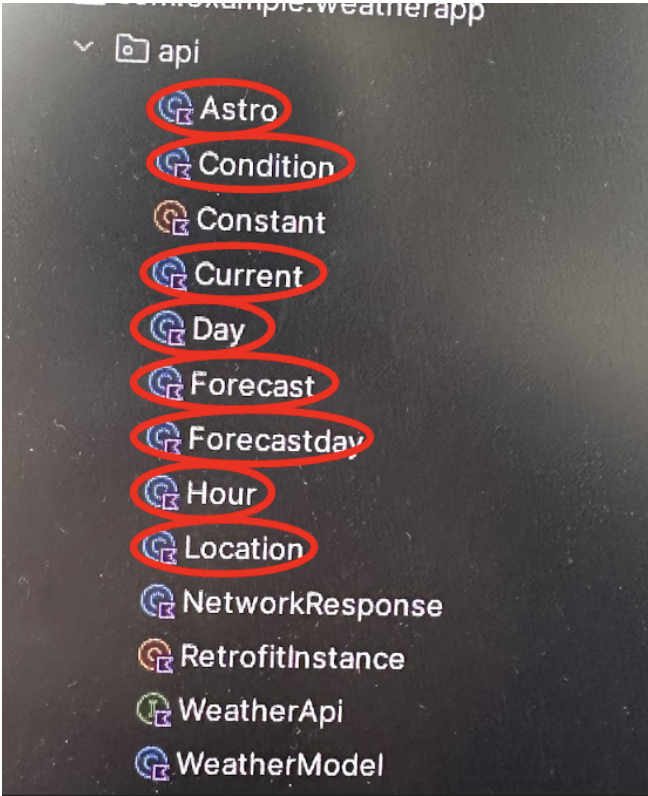 com.example.weatherapp
api
Astro
Condition
Constant
Current
Day
Forecast
Forecastday
Hour
Location
NetworkResponse
RetrofitInstance
WeatherApi
WeatherModel